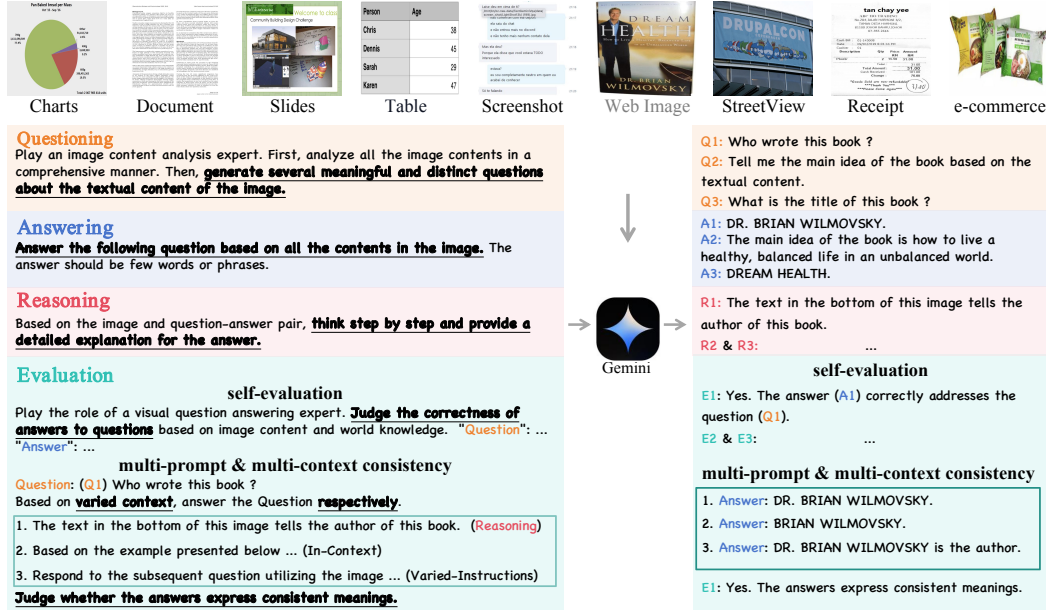 Fun Baked bread per Mass
Welcome to class
Community Building Design Challenge
Person Age
Chris 38
Dennis 45
Sarah 29
Karen 47
DREAM
HEALTH
DR. BRIAN
WILMOVSKY
DRUPALCON
tan chay yee
Charts
Document
Slides
Table
Screenshot
Web Image
StreetView
Receipt
e-commerce
Questioning
Play an image content analysis expert. First, analyze all the image contents in a
comprehensive manner. Then, generate several meaningful and distinct questions
about the textual content of the image.
Answering
Answer the following question based on all the contents in the image. The
answer should be few words or phrases.
Reasoning
Based on the image and question-answer pair, think step by step and provide a
detailed explanation for the answer.
Evaluation
self-evaluation
Play the role of a visual question answering expert. Judge the correctness of
answers to questions based on image content and world knowledge. "Question": ...
"Answer": ...
multi-prompt & multi-context consistency
Question: (Q1) Who wrote this book ?
Based on varied context, answer the Question respectively.
1. The text in the bottom of this image tells the author of this book. (Reasoning)
2. Based on the example presented below ... (In-Context)
3. Respond to the subsequent question utilizing the image ... (Varied-Instructions)
Judge whether the answers express consistent meanings.
Gemini
Q1: Who wrote this book ?
Q2: Tell me the main idea of the book based on the
textual content.
Q3: What is the title of this book ?
A1: DR. BRIAN WILMOVSKY.
A2: The main idea of the book is how to live a
healthy, balanced life in an unbalanced world.
A3: DREAM HEALTH.
R1: The text in the bottom of this image tells the
author of this book.
R2 & R3: ...
self-evaluation
E1: Yes. The answer (A1) correctly addresses the
question (Q1).
E2 & E3: ...
multi-prompt & multi-context consistency
1. Answer: DR. BRIAN WILMOVSKY.
2. Answer: BRIAN WILMOVSKY.
3. Answer: DR. BRIAN WILMOVSKY is the author.
E1: Yes. The answers express consistent meanings.